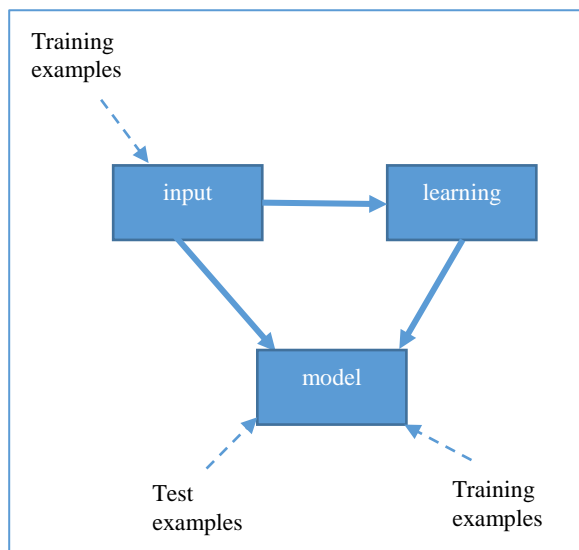 Training
examples
input
learning
model
Test
examples
Training
examples